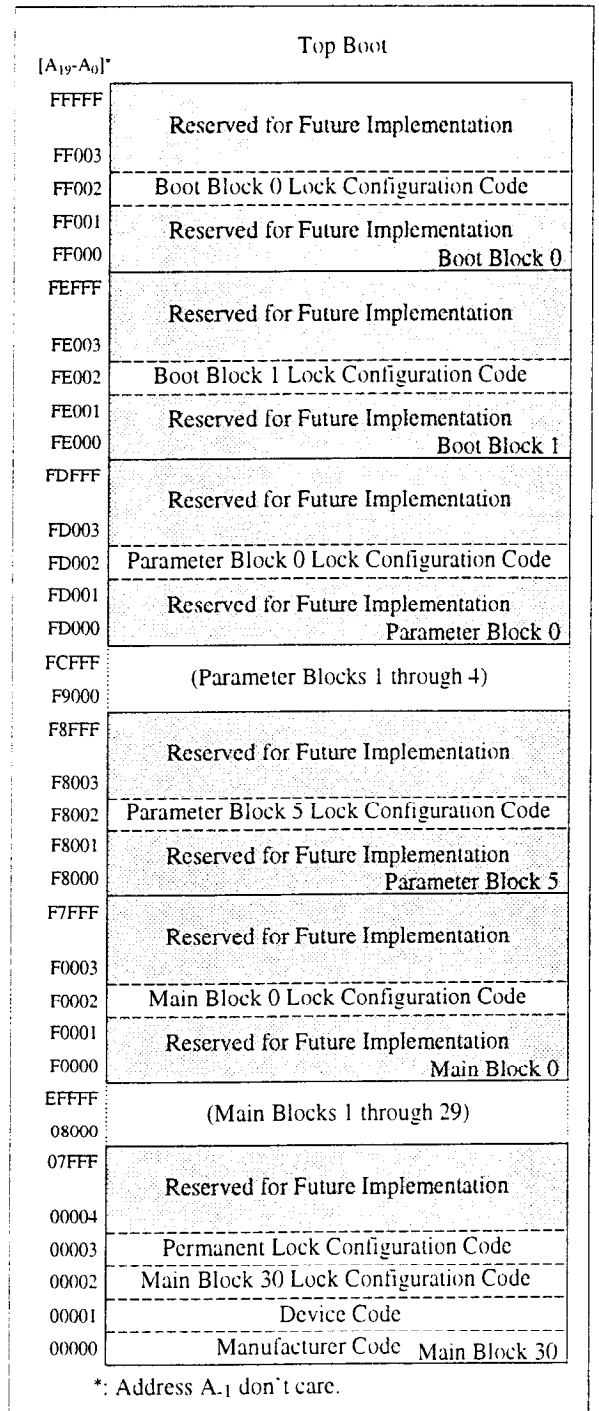 Top Boot
[A19-A0]*
FFFFF
Reserved for Future Implementation
FF003
FF002 Boot Block 0 Lock Configuration Code
FF001
Reserved for Future Implementation
FF000 Boot Block 0
FEFFF
Reserved for Future Implementation
FE003
FE002 Boot Block 1 Lock Configuration Code
FE001
Reserved for Future Implementation
FE000 Boot Block 1
FDFFF
Reserved for Future Implementation
FD003
FD002 Parameter Block 0 Lock Configuration Code
FD001
Reserved for Future Implementation
FD000 Parameter Block 0
FCFFF
(Parameter Blocks 1 through 4)
F9000
F8FFF
Reserved for Future Implementation
F8003
F8002 Parameter Block 5 Lock Configuration Code
F8001
Reserved for Future Implementation
F8000 Parameter Block 5
F7FFF
Reserved for Future Implementation
F0003
F0002 Main Block 0 Lock Configuration Code
F0001
Reserved for Future Implementation
F0000 Main Block 0
EFFFF
(Main Blocks 1 through 29)
08000
07FFF
Reserved for Future Implementation
00004
00003 Permanent Lock Configuration Code
00002 Main Block 30 Lock Configuration Code
00001 Device Code
00000 Manufacturer Code Main Block 30
*: Address A-1 don`t care.